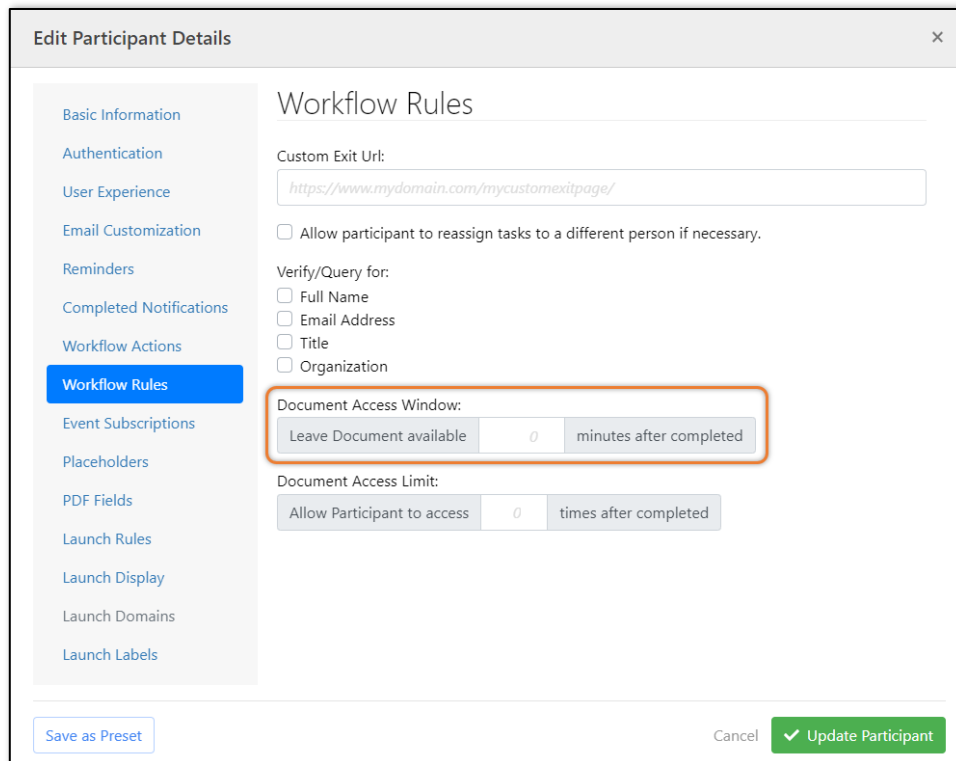 Edit Participant Details ×
Basic Information
Authentication
User Experience
Email Customization
Reminders
Completed Notifications
Workflow Actions
Workflow Rules
Event Subscriptions
Placeholders
PDF Fields
Launch Rules
Launch Display
Launch Domains
Launch Labels
Workflow Rules
Custom Exit Url:
https://www.mydomain.com/mycustomexitpage/
Allow participant to reassign tasks to a different person if necessary.
Verify/Query for:
Full Name
Email Address
Title
Organization
Document Access Window:
Leave Document available 0 minutes after completed
Document Access Limit:
Allow Participant to access 0 times after completed
Save as Preset Cancel Update Participant